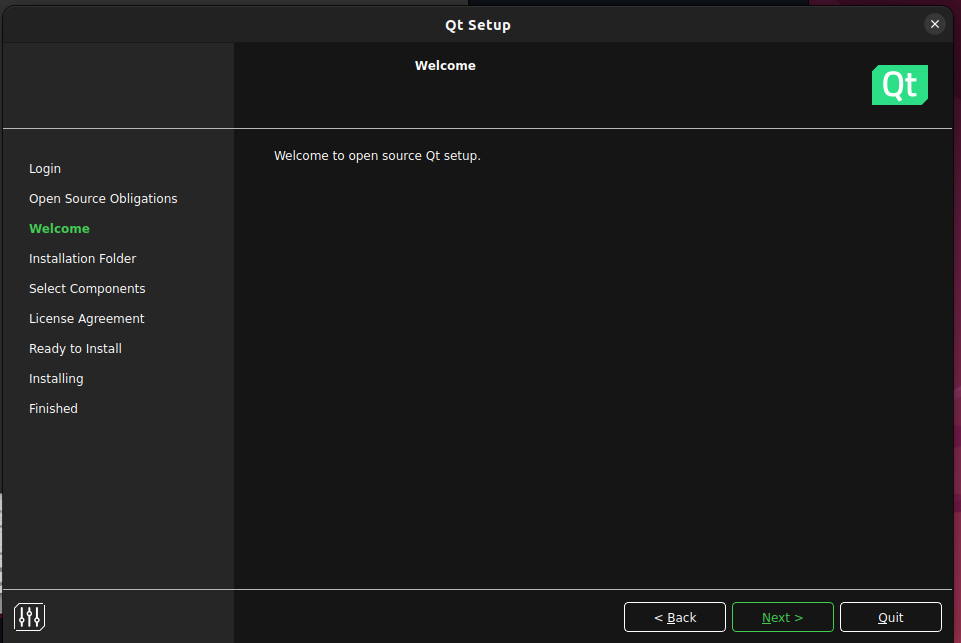 Qt Setup
Welcome
Qt
Welcome to open source Qt setup.
Login
Open Source Obligations
Welcome
Installation Folder
Select Components
License Agreement
Ready to Install
Installing
Finished
< Back
Next >
Quit